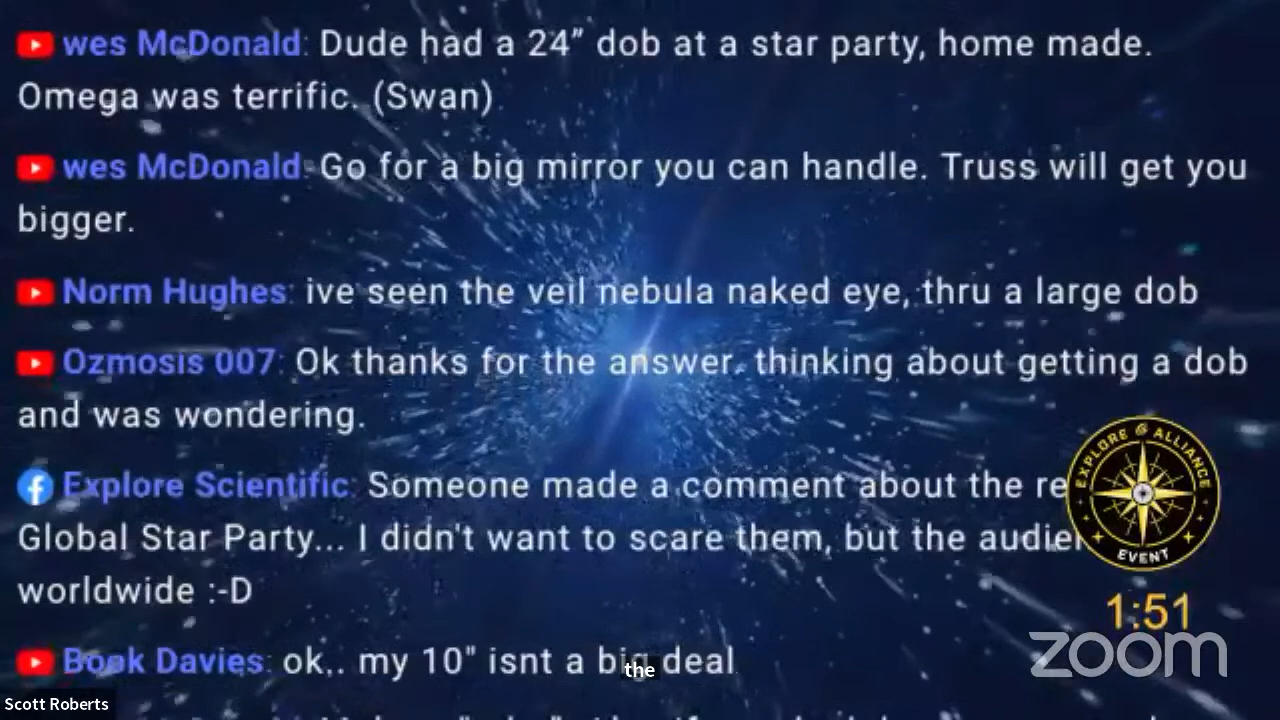 wes McDonald: Dude had a 24” dob at a star party, home made.
Omega was terrific. (Swan)
wes McDonald: Go for a big mirror you can handle. Truss will get you
bigger.
Norm Hughes: ive seen the veil nebula naked eye, thru a large dob
Ozmosis 007: Ok thanks for the answer. thinking about getting a dob
and was wondering.
Explore Scientific: Someone made a comment about the
Global Star Party... I didn't want to scare them, but the
worldwide :-D
EXPLORE ALLIANCE
EVENT
1:51
zoom
Book Davies: ok.. my 10" isnt a big deal
the
Scott Roberts